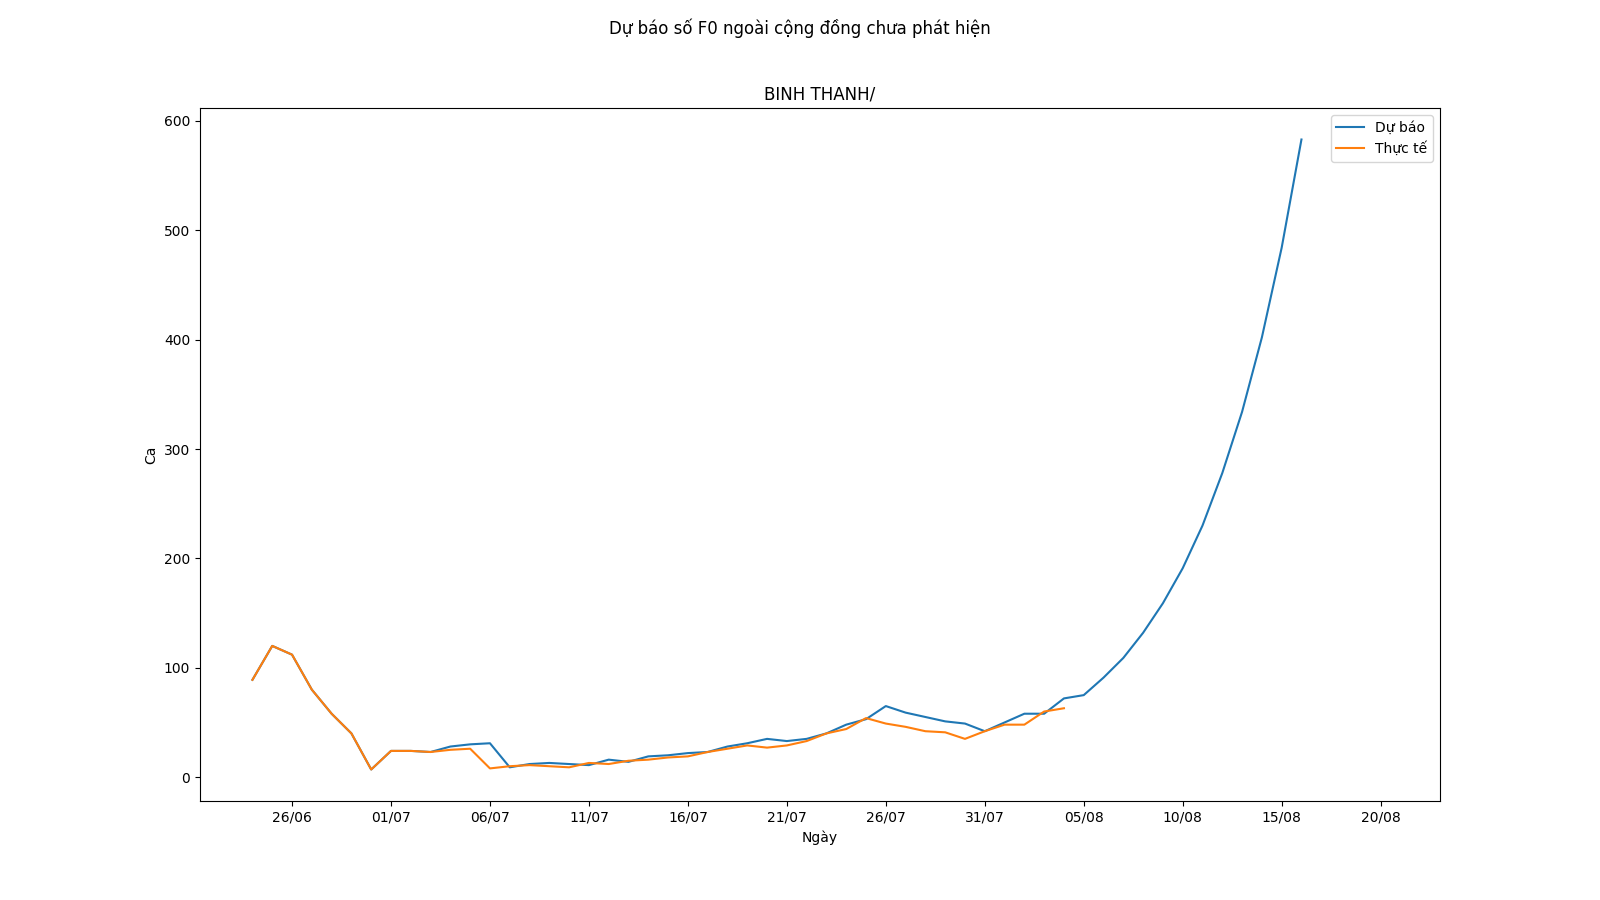 Dự báo số F0 ngoài cộng đồng chưa phát hiện
BINH THANH/
Dự báo
Thực tế
600
500
400
300
200
100
0
Ca
26/06 01/07 06/07 11/07 16/07 21/07 26/07 31/07 05/08 10/08 15/08 20/08
Ngày